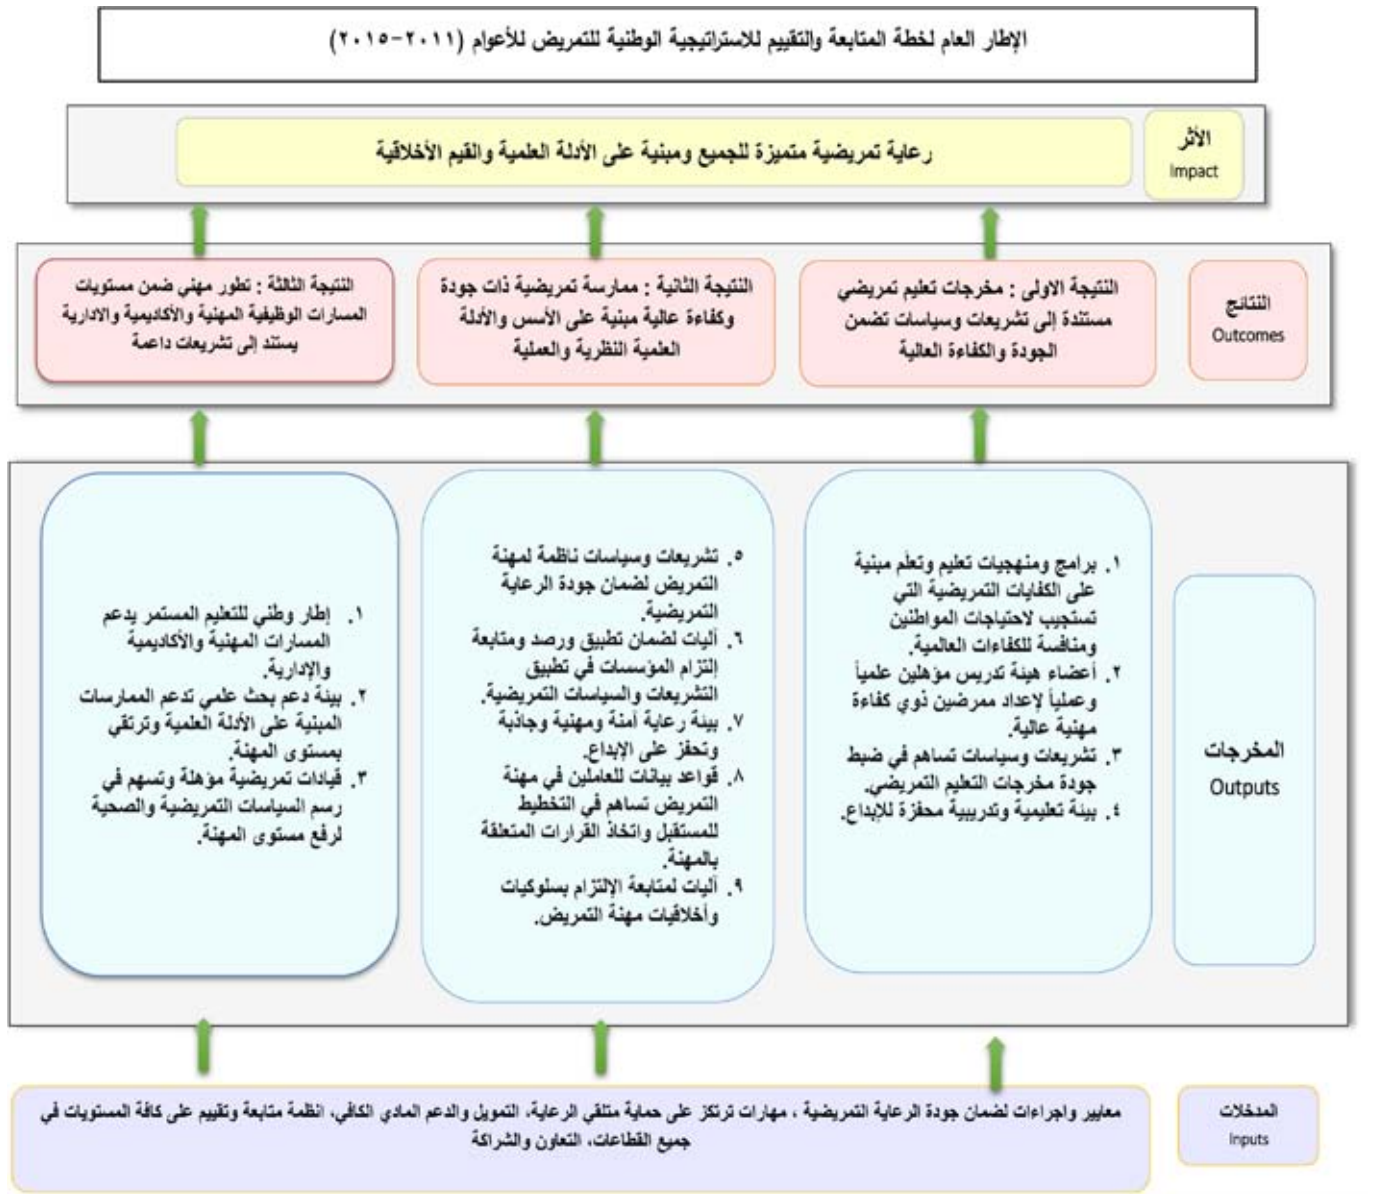 الإطار العام لخطة المتابعة والتقييم للاستراتيجية الوطنية للتمريض للأعوام (٢٠١١-٢٠١٥)
الأثر
Impact
رعاية تمريضية متميزة للجميع ومبنية على الأدلة العلمية والقيم الأخلاقية
النتائج
Outcomes
النتيجة الاولى : مخرجات تعليم تمريضي
مستندة إلى تشريعات وسياسات تضمن
الجودة والكفاءة العالية
النتيجة الثانية : ممارسة تمريضية ذات جودة
وكفاءة عالية مبنية على الأسس والأدلة
العلمية النظرية والعملية
النتيجة الثالثة : تطور مهني ضمن مستويات
المسارات الوظيفية المهنية والأكاديمية والادارية
يستند إلى تشريعات داعمة
المخرجات
Outputs
١. برامج ومنهجيات تعليم وتعلّم مبنية
على الكفايات التمريضية التي
تستجيب لاحتياجات المواطنين
ومنافسة للكفاءات العالمية.
٢. أعضاء هيئة تدريس مؤهلين علمياً
وعملياً لإعداد ممرضين ذوي كفاءة
مهنية عالية.
٣. تشريعات وسياسات تساهم في ضبط
جودة مخرجات التعليم التمريضي.
٤. بيئة تعليمية وتدريبية محفزة للإبداع.
٥. تشريعات وسياسات ناظمة لمهنة
التمريض لضمان جودة الرعاية
التمريضية.
٦. أليات لضمان تطبيق ورصد ومتابعة
إلتزام المؤسسات في تطبيق
التشريعات والسياسات التمريضية.
٧. بيئة رعاية آمنة ومهنية وجاذبة
وتحفز على الإبداع.
٨. قواعد بيانات للعاملين في مهنة
التمريض تساهم في التخطيط
للمستقبل واتخاذ القرارات المتعلقة
بالمهنة.
٩. أليات لمتابعة الإلتزام بسلوكيات
وأخلاقيات مهنة التمريض.
١. إطار وطني للتعليم المستمر يدعم
المسارات المهنية والأكاديمية
والإدارية.
٢. بيئة دعم بحث علمي تدعم الممارسات
المبنية على الأدلة العلمية وترتقي
بمستوى المهنة.
٣. قيادات تمريضية مؤهلة وتسهم في
رسم السياسات التمريضية والصحية
لرفع مستوى المهنة.
المدخلات
Inputs
معايير واجراءات لضمان جودة الرعاية التمريضية ، مهارات ترتكز على حماية متلقي الرعاية، التمويل والدعم المادي الكافي، انظمة متابعة وتقييم على كافة المستويات في
جميع القطاعات، التعاون والشراكة